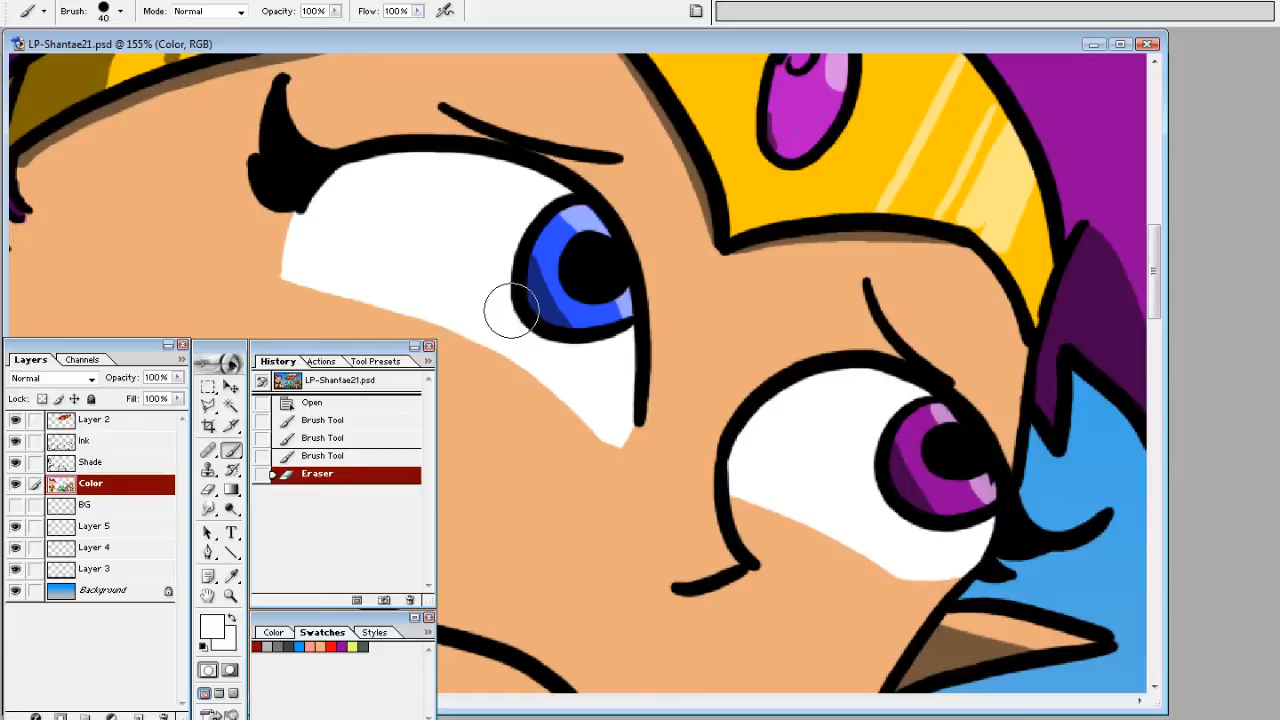 Brush: 40 Mode: Normal Opacity: 100% Flow: 100%
LP-Shantae21.psd @ 155% (Color, RGB)
Layers Channels
Normal Opacity: 100%
Lock: Fill: 100%
Layer 2
Ink
Shade
Color
BG
Layer 5
Layer 4
Layer 3
Background
T
History Actions Tool Presets
LP-Shantae21.psd
Open
Brush Tool
Brush Tool
Brush Tool
Eraser
Color Swatches Styles